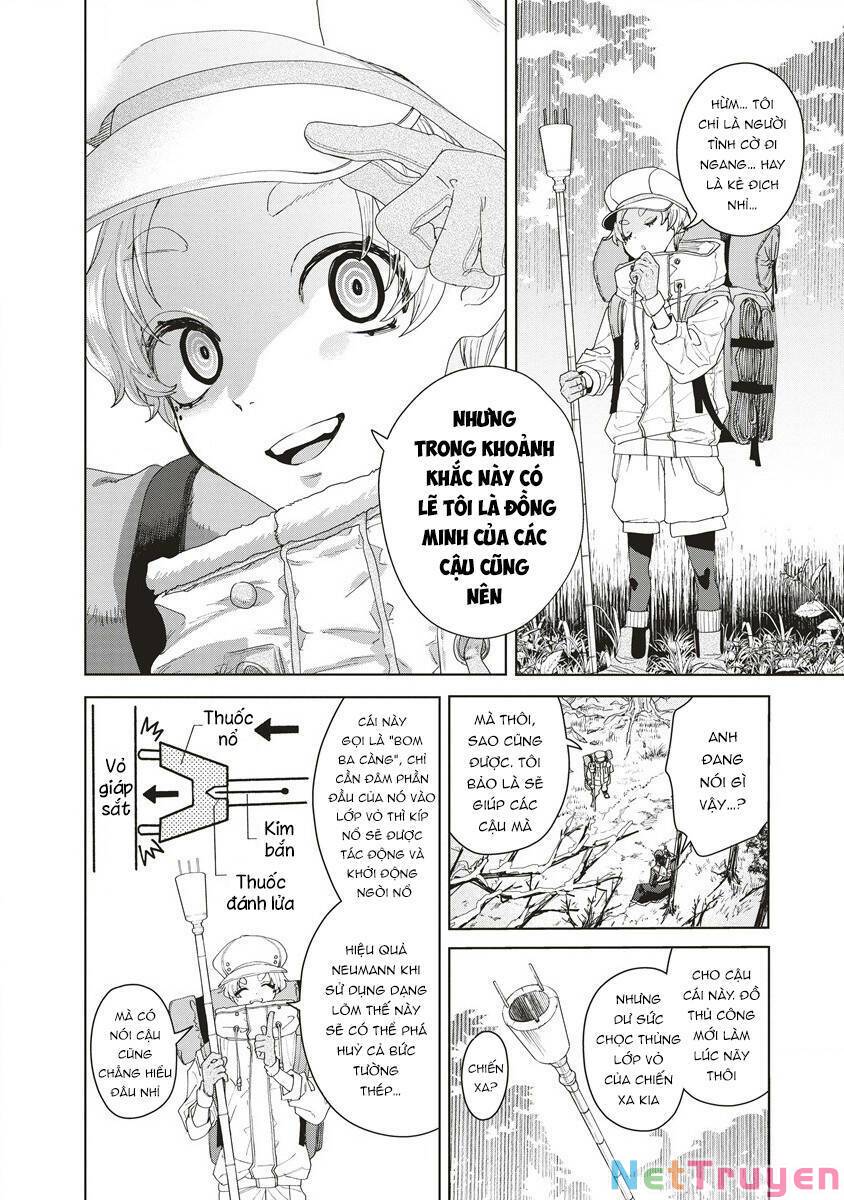 HỪM... TÔI
CHỈ LÀ NGƯỜI
TÌNH CỜ ĐI
NGANG... HAY
LÀ KẺ ĐỊCH
NHỈ...
NHƯNG
TRONG KHOẢNH
KHẮC NÀY CÓ
LẼ TÔI LÀ ĐỒNG
MINH CỦA CÁC
CẬU CŨNG
NÊN
ANH
ĐANG
NÓI GÌ
VẬY...?
MÀ THÔI,
SAO CŨNG
ĐƯỢC. TÔI
BẢO LÀ SẼ
GIÚP CÁC
CẬU MÀ
CHO CẬU
CÁI NÀY. ĐỒ
THỦ CÔNG
MỚI LÀM
LÚC NÀY
THÔI
NHƯNG
DƯ SỨC
CHỌC THỦNG
LỚP VỎ
CỦA CHIẾN
XA KIA
CHIẾN
XA?
CÁI NÀY
GỌI LÀ "BOM
BA CÀNG", CHỈ
CẦN ĐÂM PHẦN
ĐẦU CỦA NÓ VÀO
LỚP VỎ THÌ KÍP
NỔ SẼ ĐƯỢC
TÁC ĐỘNG VÀ
KHỞI ĐỘNG
NGÒI NỔ
Thuốc
nổ
Vỏ
giáp
sắt
Kim
bắn
Thuốc
đánh lửa
HIỆU QUẢ
NEUMANN KHI
SỬ DỤNG DẠNG
LÕM THẾ NÀY
SẼ CÓ THỂ PHÁ
HUỶ CẢ BỨC
TƯỜNG
THÉP...
MÀ CÓ
NÓI CẬU
CŨNG
CHẲNG HIỂU
ĐÂU NHỈ
NetTruyen